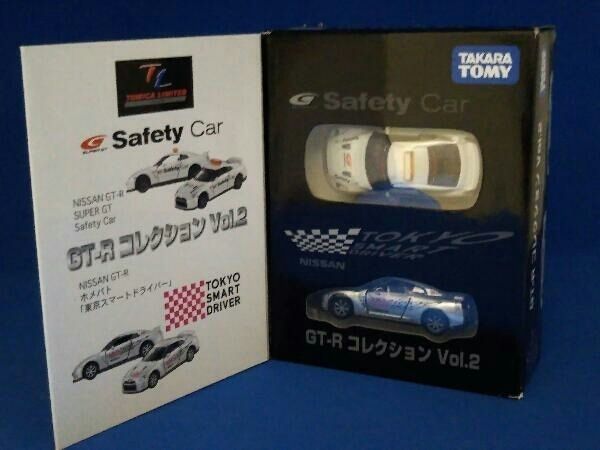 TL
TOMICA LIMITED
SUPER GT
Safety Car
NISSAN GT-R
SUPER GT
Safety Car
GT-R コレクション Vol.2
NISSAN GT-R
ホメパト
「東京スマートドライバー」
TOKYO
SMART
DRIVER
TAKARA
TOMY
Safety Car
TOKYO
SMART
DRIVER
NISSAN
GT-R コレクション Vol.2